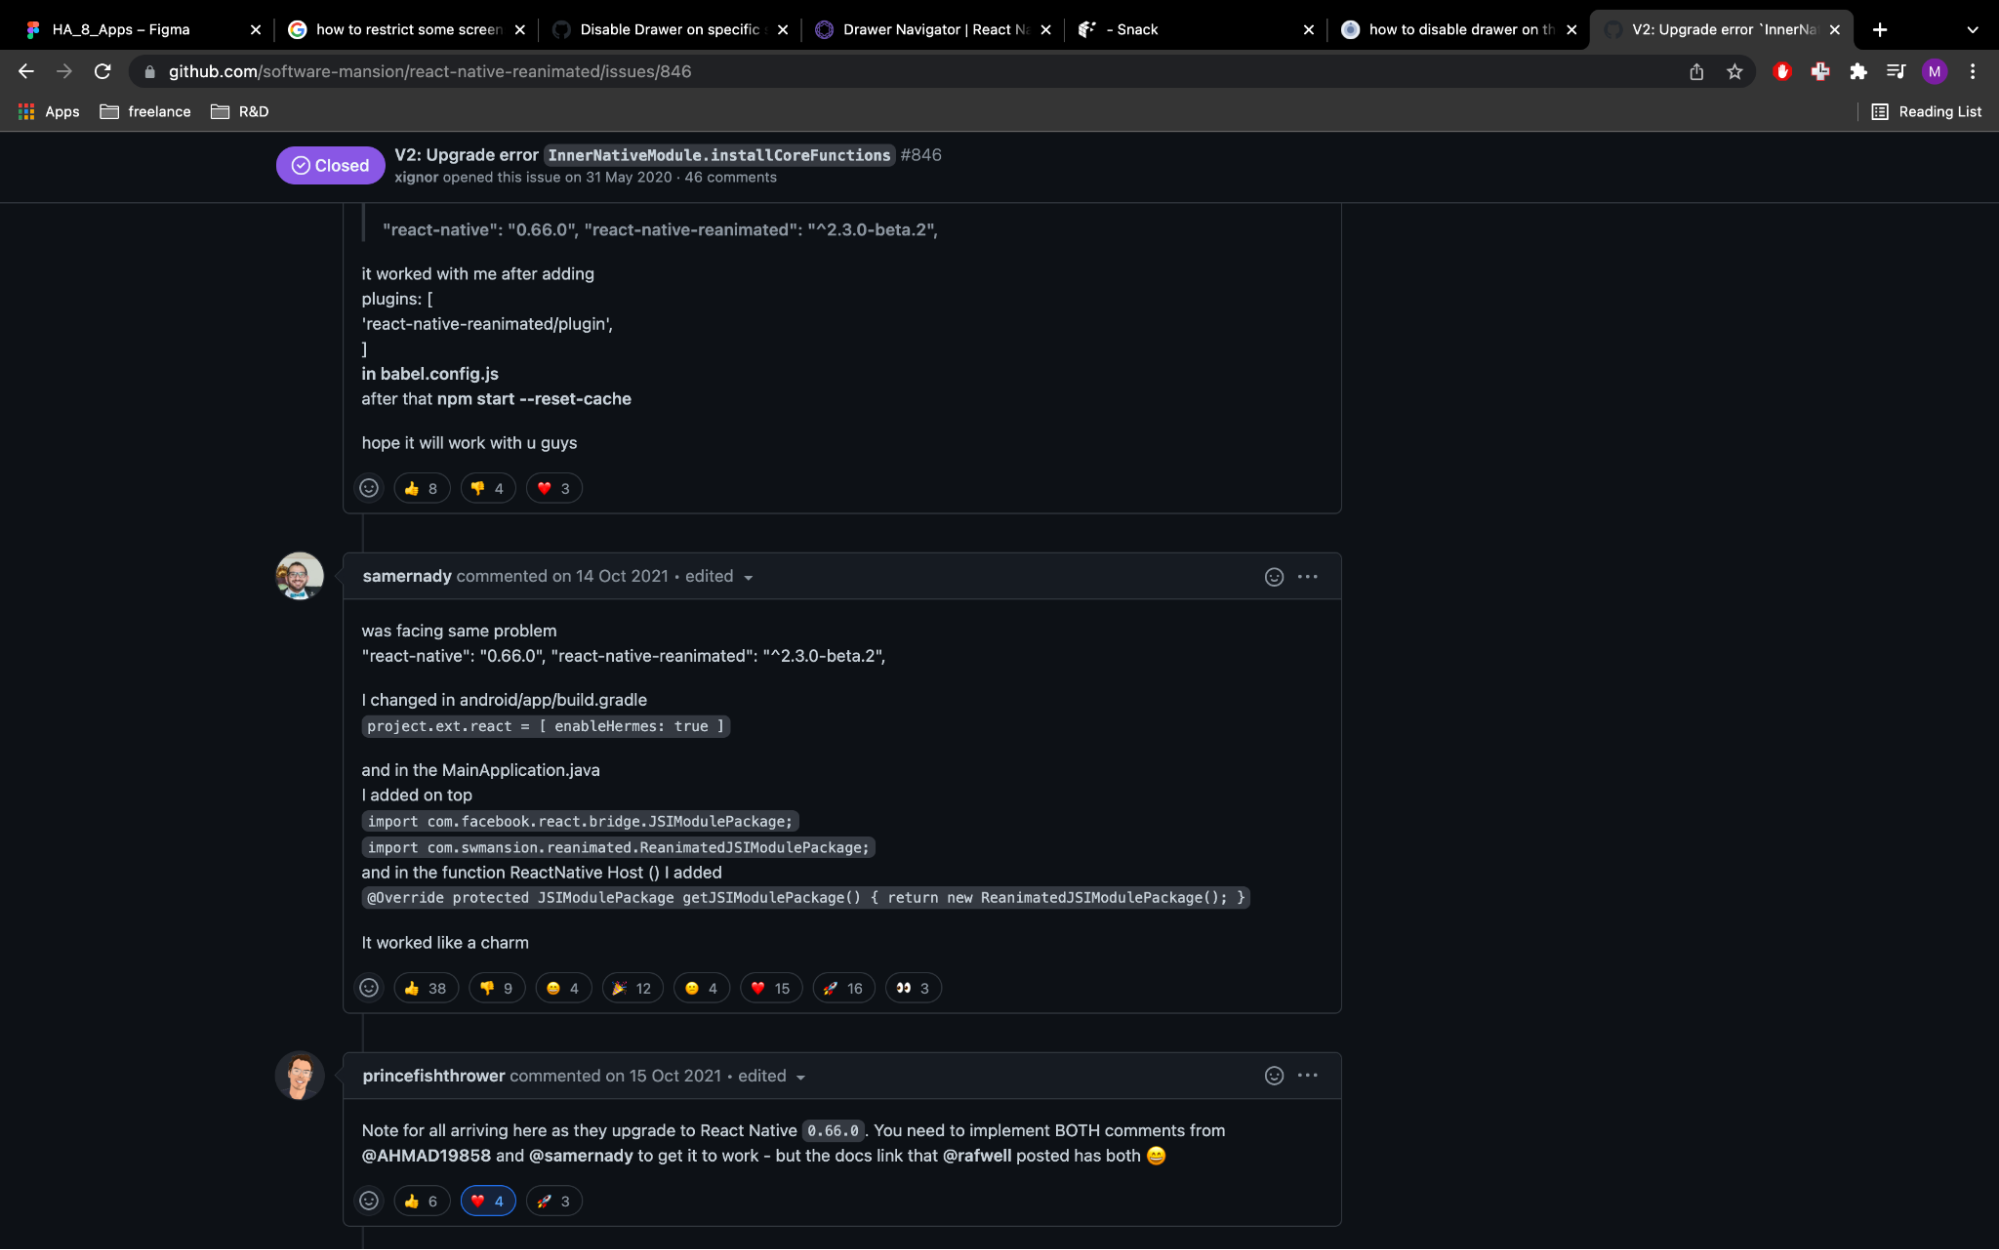 HA_8_Apps – Figma
how to restrict some screen
Disable Drawer on specific
Drawer Navigator | React Na
- Snack
how to disable drawer on th
V2: Upgrade error `InnerNa
github.com/software-mansion/react-native-reanimated/issues/846
M
Apps
freelance
R&D
Reading List
Closed
V2: Upgrade error InnerNativeModule.installCoreFunctions #846
xignor opened this issue on 31 May 2020 · 46 comments
"react-native": "0.66.0", "react-native-reanimated": "^2.3.0-beta.2",
it worked with me after adding
plugins: [
'react-native-reanimated/plugin',
]
in babel.config.js
after that npm start --reset-cache
hope it will work with u guys
👍 8 👎 4 ❤️ 3
samernady commented on 14 Oct 2021 • edited
was facing same problem
"react-native": "0.66.0", "react-native-reanimated": "^2.3.0-beta.2",
I changed in android/app/build.gradle
project.ext.react = [ enableHermes: true ]
and in the MainApplication.java
I added on top
import com.facebook.react.bridge.JSIModulePackage;
import com.swmansion.reanimated.ReanimatedJSIModulePackage;
and in the function ReactNative Host () I added
@Override protected JSIModulePackage getJSIModulePackage() { return new ReanimatedJSIModulePackage(); }
It worked like a charm
👍 38 👎 9 😄 4 🎉 12 😕 4 ❤️ 15 🚀 16 👀 3
princefishthrower commented on 15 Oct 2021 • edited
Note for all arriving here as they upgrade to React Native 0.66.0. You need to implement BOTH comments from
@AHMAD19858 and @samernady to get it to work - but the docs link that @rafwell posted has both 😄
👍 6 ❤️ 4 🚀 3